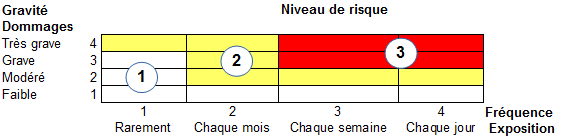 Gravité Niveau de risque
Dommages
Très grave 4
Grave 3
Modéré 2
Faible 1
1 2 3
1 2 3 4 Fréquence
Rarement Chaque mois Chaque semaine Chaque jour Exposition